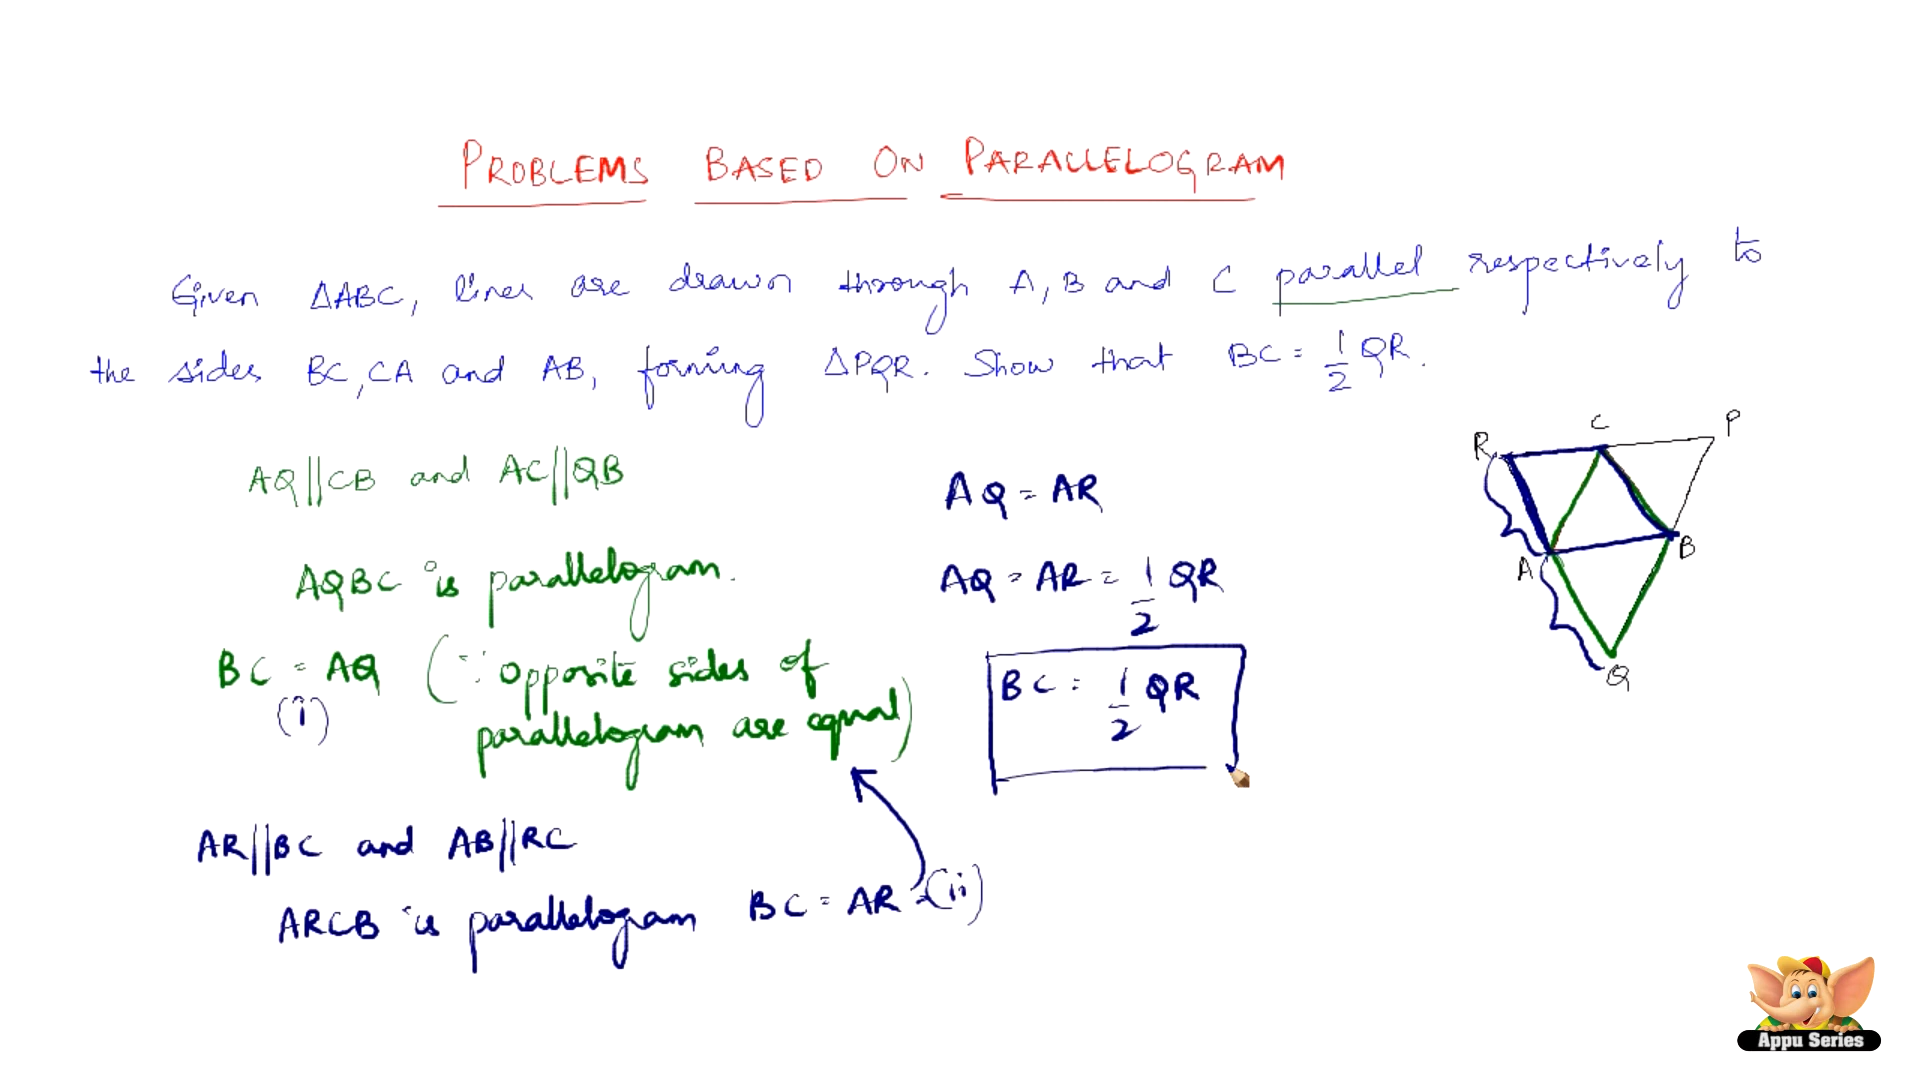 PROBLEMS BASED ON PARALLELOGRAM
Given ΔABC, lines are drawn through A, B and C parallel respectively to
the sides BC, CA and AB, forming ΔPQR. Show that BC = 1/2 QR.
AQ||CB and AC||QB
AQBC is parallelogram.
BC = AQ (∵ opposite sides of
(i)
parallelogram are equal)
AR||BC and AB||RC
ARCB is parallelogram BC = AR -(ii)
AQ = AR
AQ = AR = 1/2 QR
BC = 1/2 QR
R C P
A B
Q
Appu Series